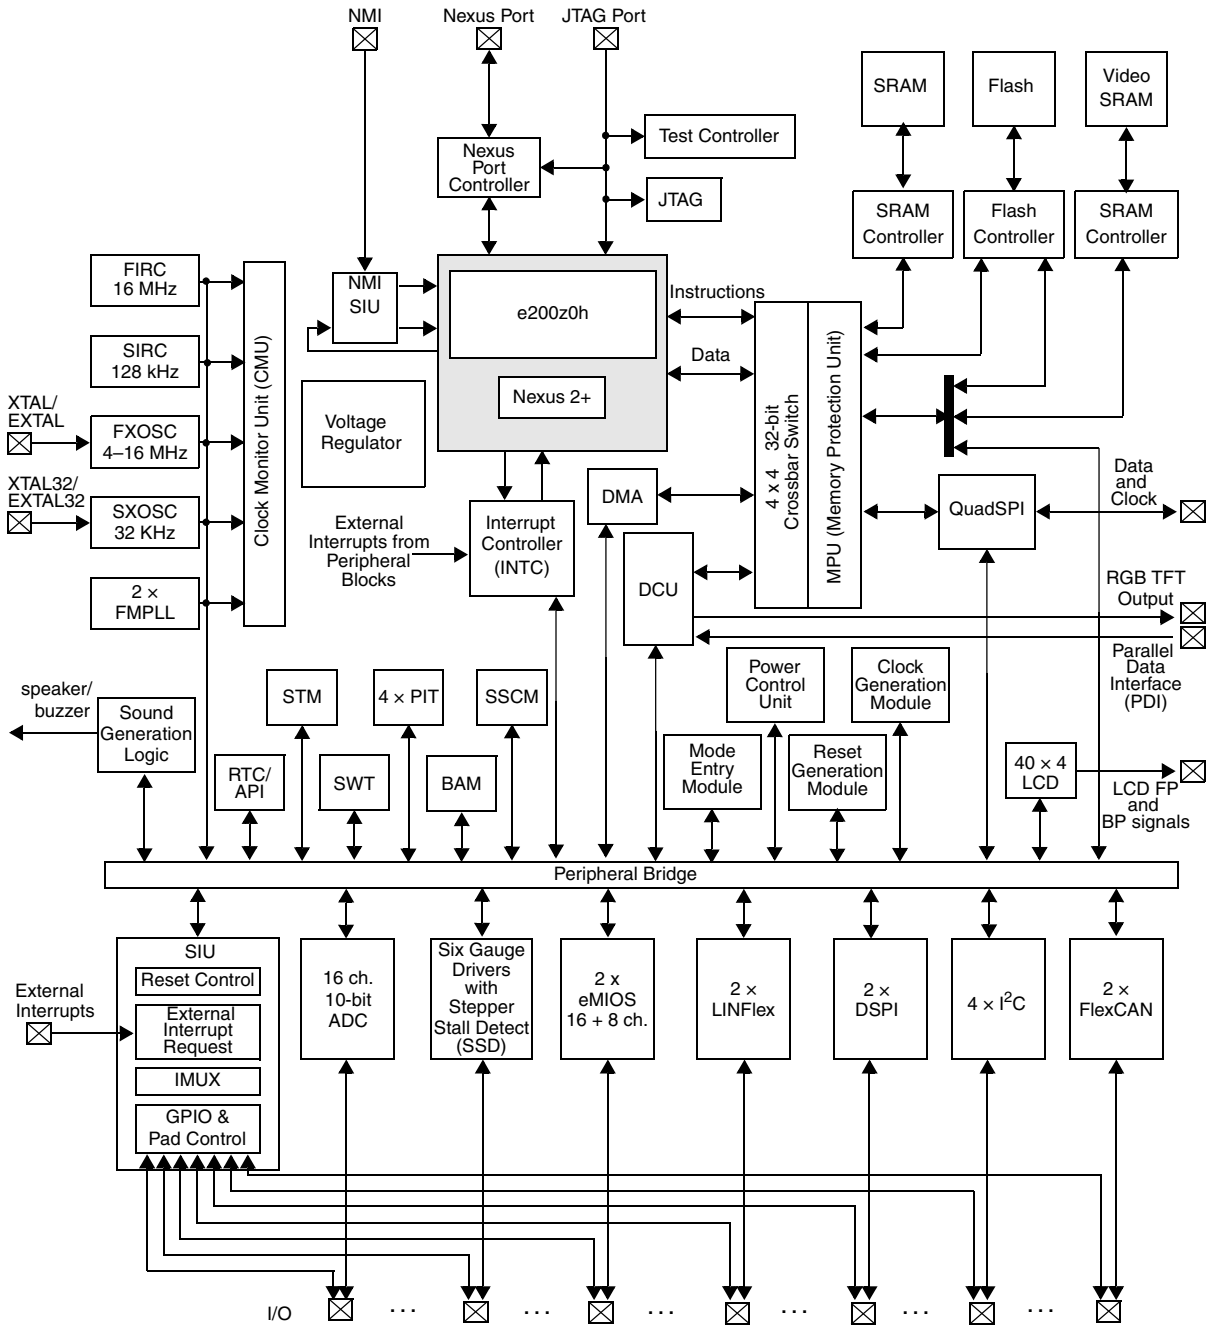 NMI
Nexus Port
JTAG Port
SRAM
Flash
Video
SRAM
Test Controller
Nexus
Port
Controller
JTAG
SRAM
Controller
Flash
Controller
SRAM
Controller
FIRC
16 MHz
NMI
SIU
e200z0h
Instructions
SIRC
128 kHz
Data
Clock Monitor Unit (CMU)
4 x 4 32-bit
Crossbar Switch
MPU (Memory Protection Unit)
Nexus 2+
XTAL/
EXTAL
FXOSC
4–16 MHz
Voltage
Regulator
XTAL32/
EXTAL32
SXOSC
32 KHz
DMA
QuadSPI
Data
and
Clock
External
Interrupts from
Peripheral
Blocks
Interrupt
Controller
(INTC)
2 ×
FMPLL
DCU
RGB TFT
Output
Parallel
Data
Interface
(PDI)
speaker/
buzzer
Sound
Generation
Logic
STM
4 × PIT
SSCM
Power
Control
Unit
Clock
Generation
Module
RTC/
API
SWT
BAM
Mode
Entry
Module
Reset
Generation
Module
40 × 4
LCD
LCD FP
and
BP signals
Peripheral Bridge
SIU
Reset Control
External
Interrupt
Request
IMUX
GPIO &
Pad Control
External
Interrupts
16 ch.
10-bit
ADC
Six Gauge
Drivers
with
Stepper
Stall Detect
(SSD)
2 x
eMIOS
16 + 8 ch.
2 ×
LINFlex
2 ×
DSPI
4 × I²C
2 ×
FlexCAN
I/O ... ... ... ... ... ...